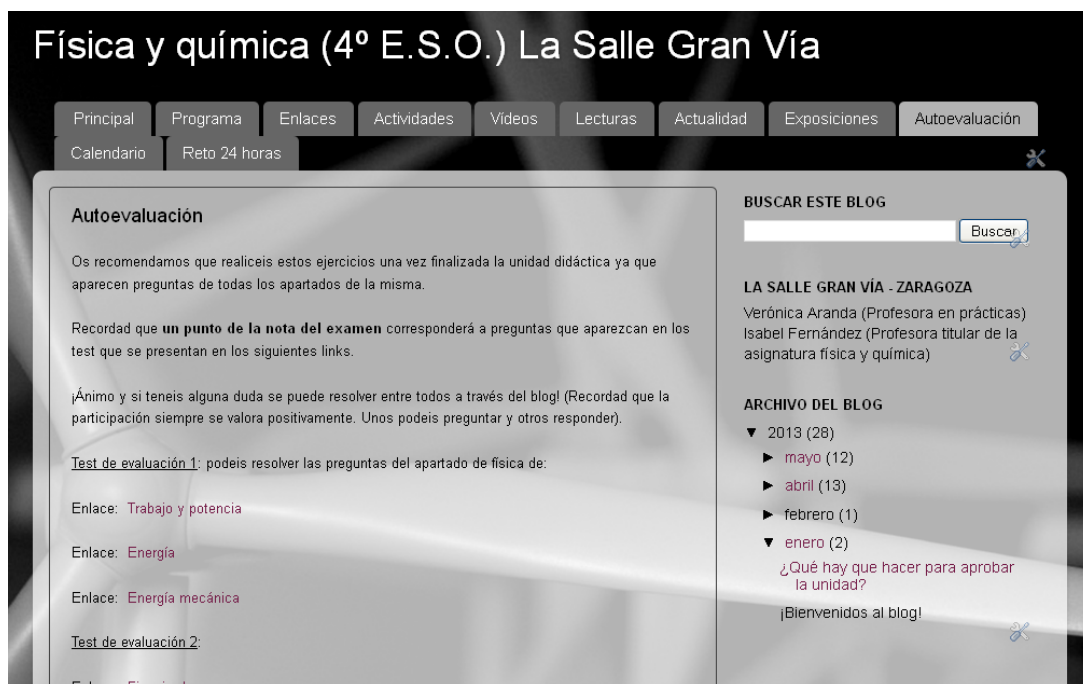 Física y química (4º E.S.O.) La Salle Gran Vía
Principal
Programa
Enlaces
Actividades
Vídeos
Lecturas
Actualidad
Exposiciones
Autoevaluación
Calendario
Reto 24 horas
Autoevaluación
Os recomendamos que realiceis estos ejercicios una vez finalizada la unidad didáctica ya que
aparecen preguntas de todas los apartados de la misma.
Recordad que un punto de la nota del examen corresponderá a preguntas que aparezcan en los
test que se presentan en los siguientes links.
¡Ánimo y si teneis alguna duda se puede resolver entre todos a través del blog! (Recordad que la
participación siempre se valora positivamente. Unos podeis preguntar y otros responder).
Test de evaluación 1: podeis resolver las preguntas del apartado de física de:
Enlace: Trabajo y potencia
Enlace: Energía
Enlace: Energía mecánica
Test de evaluación 2:
BUSCAR ESTE BLOG
Buscar
LA SALLE GRAN VÍA - ZARAGOZA
Verónica Aranda (Profesora en prácticas)
Isabel Fernández (Profesora titular de la
asignatura física y química)
ARCHIVO DEL BLOG
▼ 2013 (28)
► mayo (12)
► abril (13)
► febrero (1)
▼ enero (2)
¿Qué hay que hacer para aprobar
la unidad?
¡Bienvenidos al blog!